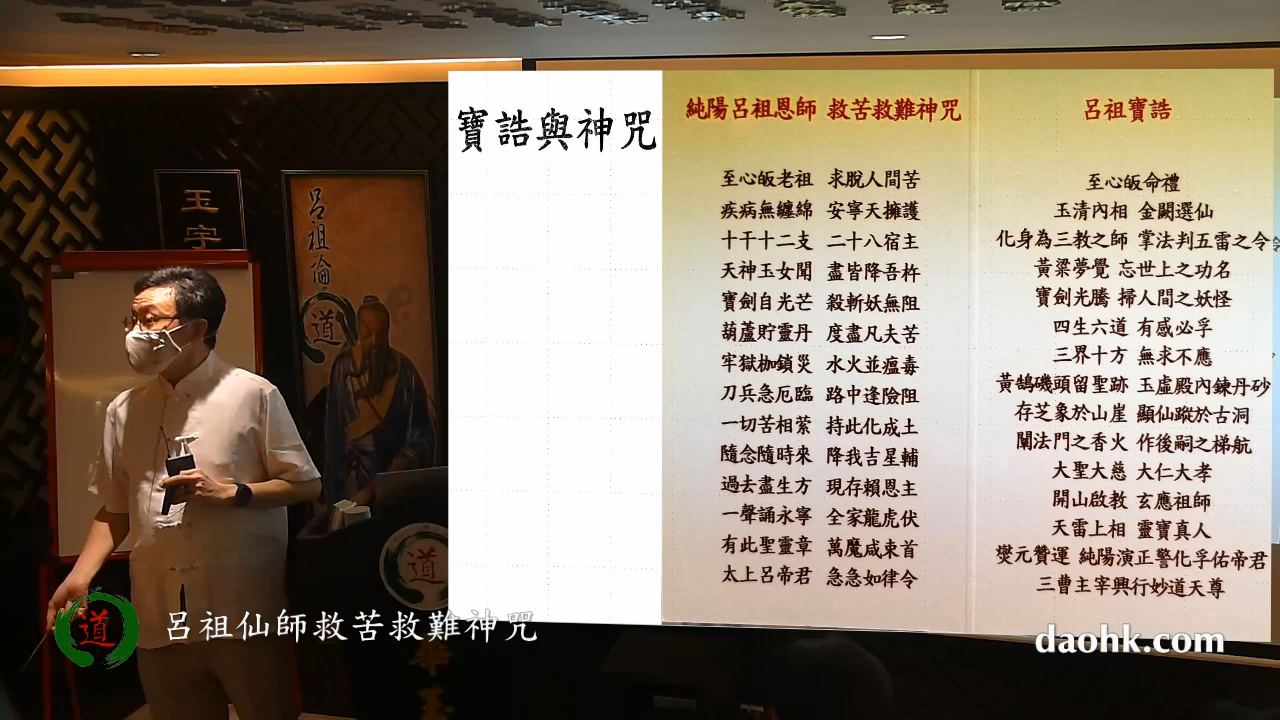 寶誥與神咒
純陽呂祖恩師 救苦救難神咒
至心皈老祖 求脫人間苦
疾病無纏綿 安寧天擁護
十干十二支 二十八宿主
天神玉女聞 盡皆降吾杵
寶劍自光芒 殺斬妖無阻
葫蘆貯靈丹 度盡凡夫苦
牢獄枷鎖災 水火並瘟毒
刀兵急厄臨 路中逢險阻
一切苦相縈 持此化成土
隨念隨時來 降我吉星輔
過去盡生方 現存賴恩主
一聲誦永寧 全家龍虎伏
有此聖靈章 萬魔咸束首
太上呂帝君 急急如律令
呂祖寶誥
至心皈命禮
玉清內相 金闕選仙
化身為三教之師 掌法判五雷之令
黃粱夢覺 忘世上之功名
寶劍光騰 掃人間之妖怪
四生六道 有感必孚
三界十方 無求不應
黃鵠磯頭留聖跡 玉虛殿內鍊丹砂
存芝象於山崖 顯仙蹤於古洞
闡法門之香火 作後嗣之梯航
大聖大慈 大仁大孝
開山啟教 玄應祖師
天雷上相 靈寶真人
燮元贊運 純陽演正警化孚佑帝君
三曹主宰興行妙道天尊
玉宇
呂祖論
道
道
道
呂祖仙師救苦救難神咒
daohk.com